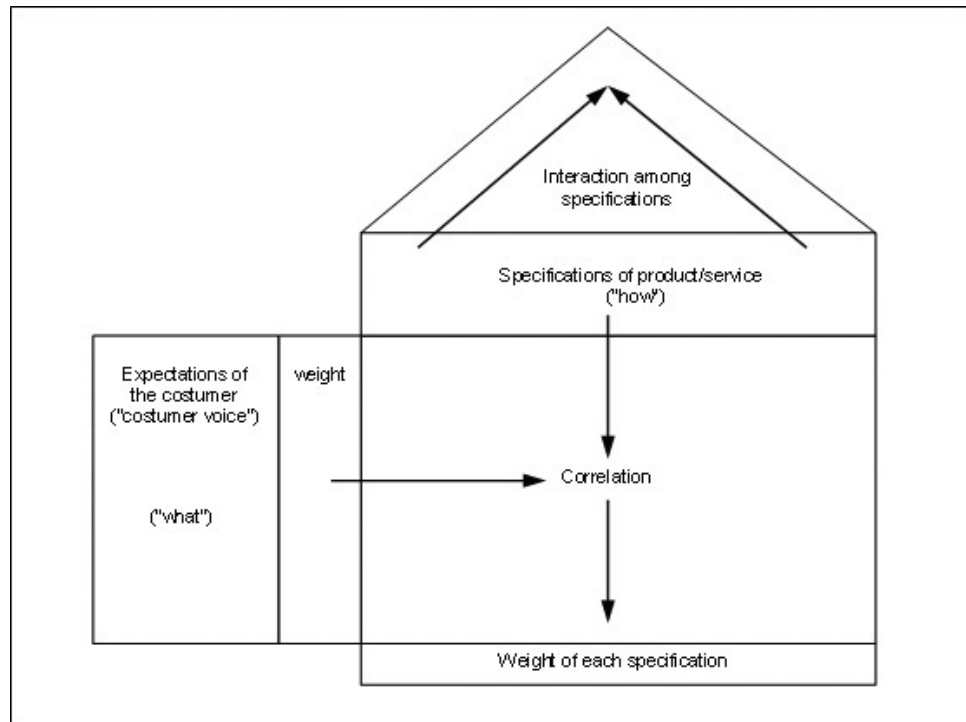 Interaction among
specifications
Specifications of product/service
("how")
Expectations of
the costumer
("costumer voice")
("what")
weight
Correlation
Weight of each specification